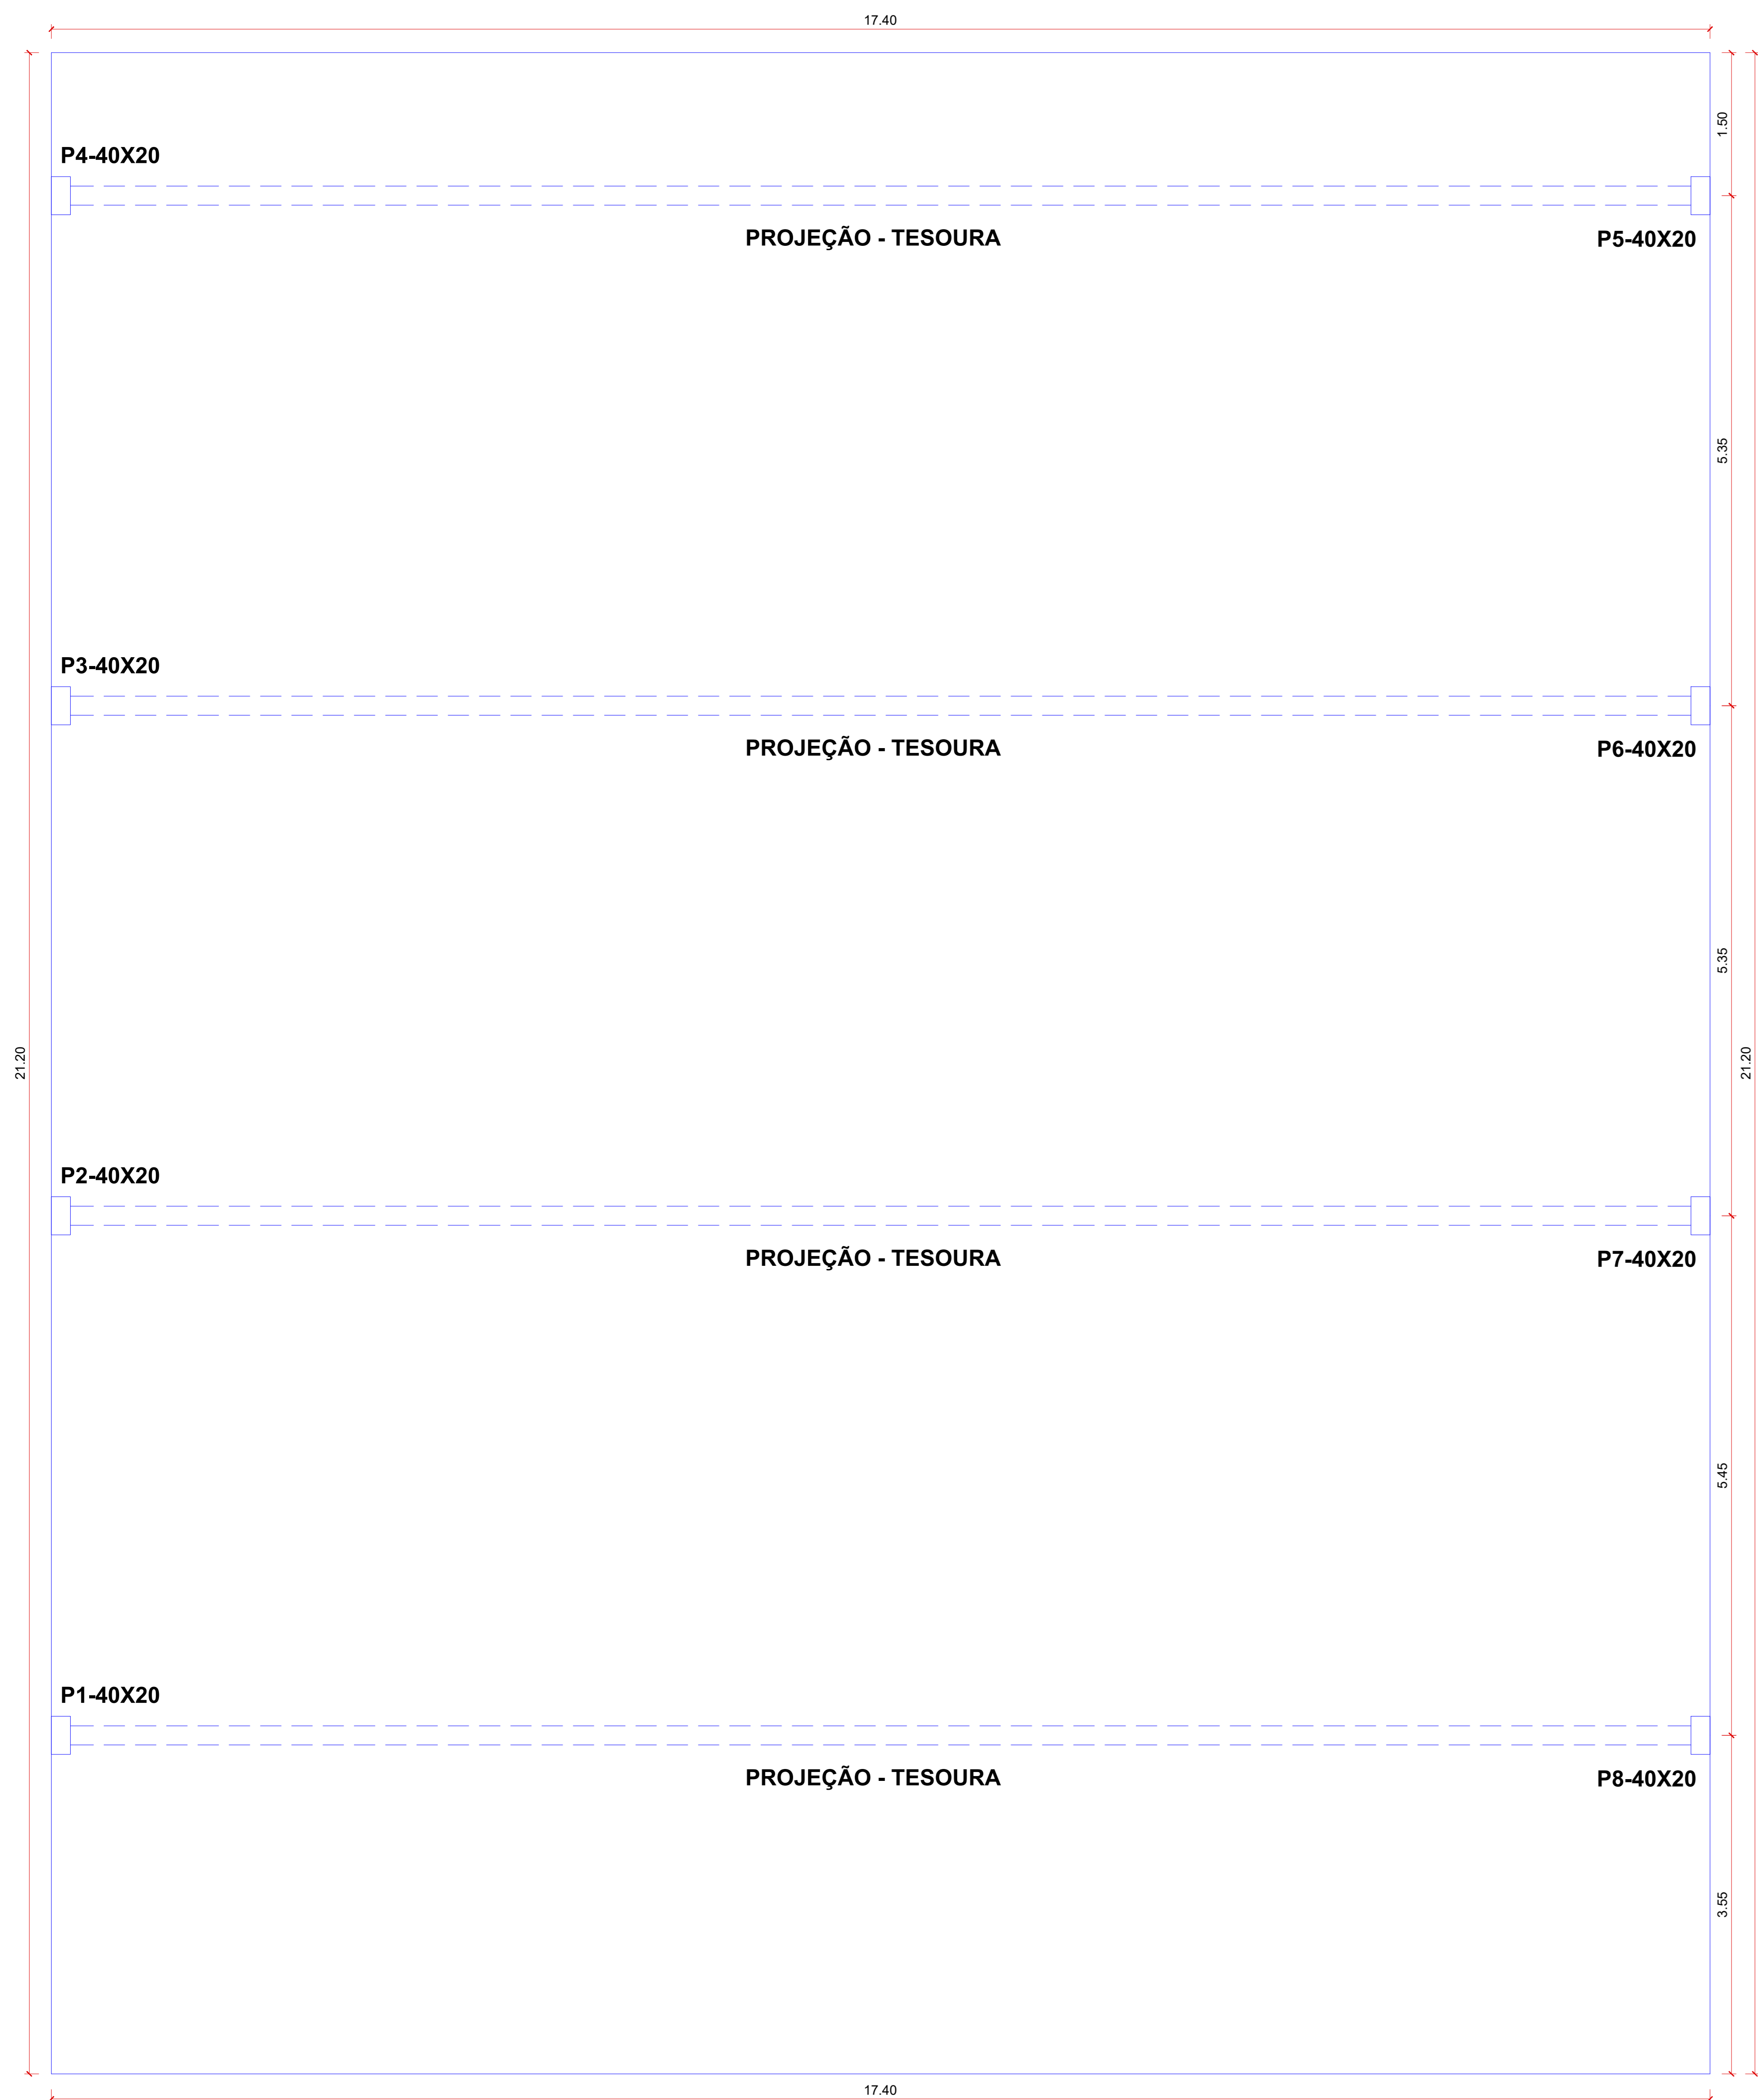 17.40
1.50
P4-40X20
PROJEÇÃO - TESOURA
P5-40X20
5.35
P3-40X20
PROJEÇÃO - TESOURA
P6-40X20
5.35
21.20
21.20
P2-40X20
PROJEÇÃO - TESOURA
P7-40X20
5.45
P1-40X20
PROJEÇÃO - TESOURA
P8-40X20
3.55
17.40